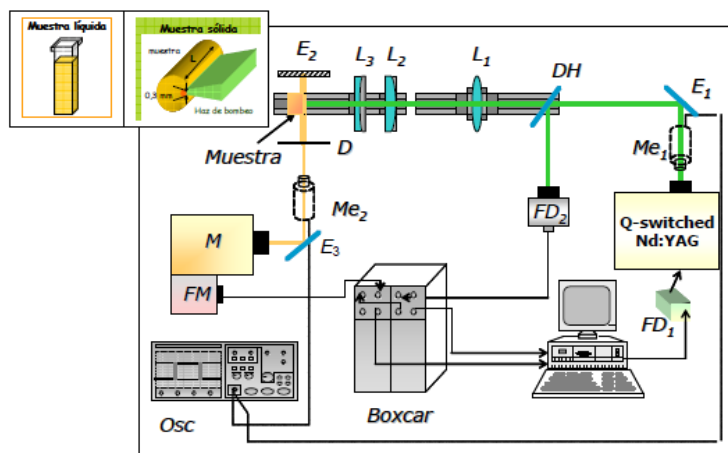 Muestra líquida
Muestra sólida
muestra
L
0,3 mm
Haz de bombeo
E2
L3
L2
L1
DH
E1
Muestra
D
Me1
Me2
FD2
Q-switched
Nd:YAG
M
E3
FM
FD1
Osc
Boxcar